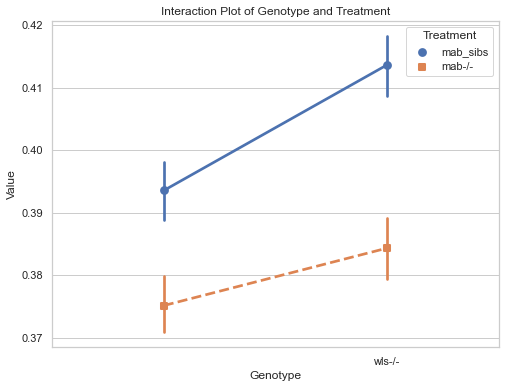 Interaction Plot of Genotype and Treatment
0.42
0.41
0.40
0.39
0.38
0.37
Value
Treatment
mab_sibs
mab-/-
wls-/-
Genotype